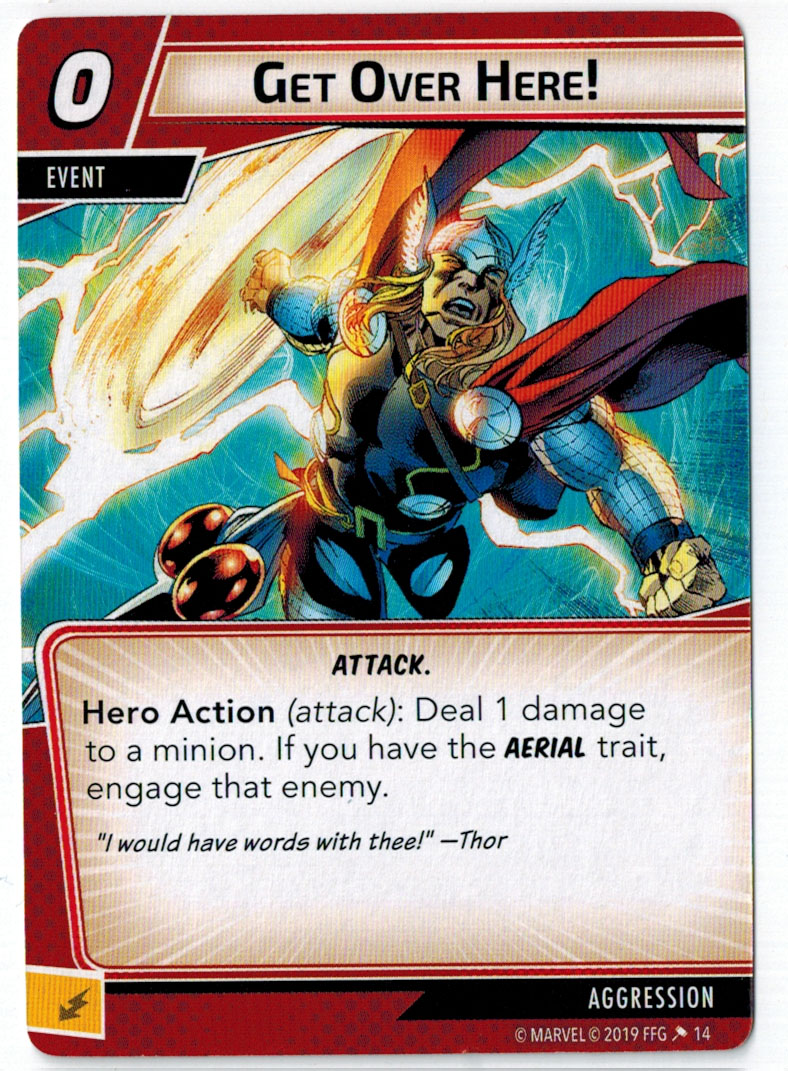 0
GET OVER HERE!
EVENT
ATTACK.
Hero Action (attack): Deal 1 damage
to a minion. If you have the AERIAL trait,
engage that enemy.
"I would have words with thee!" —Thor
AGGRESSION
© MARVEL © 2019 FFG 14